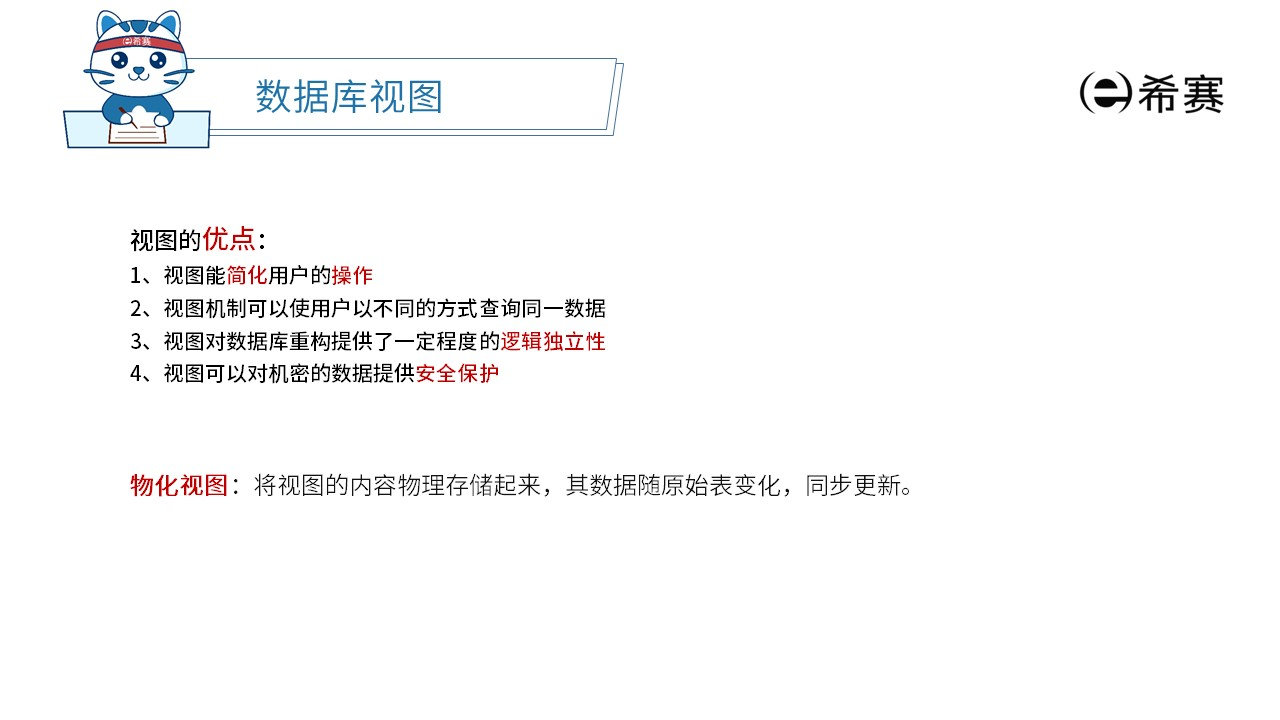 希赛
数据库视图
希赛
视图的优点：
1、视图能简化用户的操作
2、视图机制可以使用户以不同的方式查询同一数据
3、视图对数据库重构提供了一定程度的逻辑独立性
4、视图可以对机密的数据提供安全保护
物化视图：将视图的内容物理存储起来，其数据随原始表变化，同步更新。